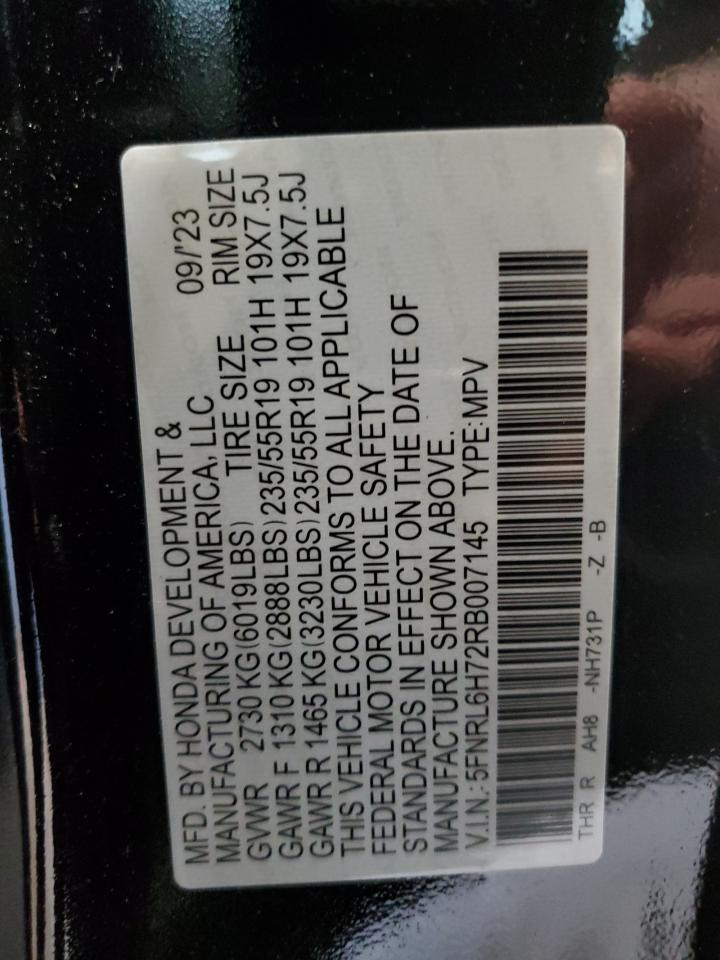 MFD. BY HONDA DEVELOPMENT &
MANUFACTURING OF AMERICA, LLC 09/'23
GVWR 2730 KG(6019LBS) TIRE SIZE RIM SIZE
GAWR F 1310 KG(2888LBS)235/55R19 101H 19X7.5J
GAWR R 1465 KG(3230LBS)235/55R19 101H 19X7.5J
THIS VEHICLE CONFORMS TO ALL APPLICABLE
FEDERAL MOTOR VEHICLE SAFETY
STANDARDS IN EFFECT ON THE DATE OF
MANUFACTURE SHOWN ABOVE.
V.I.N.:5FNRL6H72RB007145 TYPE:MPV
THR R AH8 -NH731P -Z -B